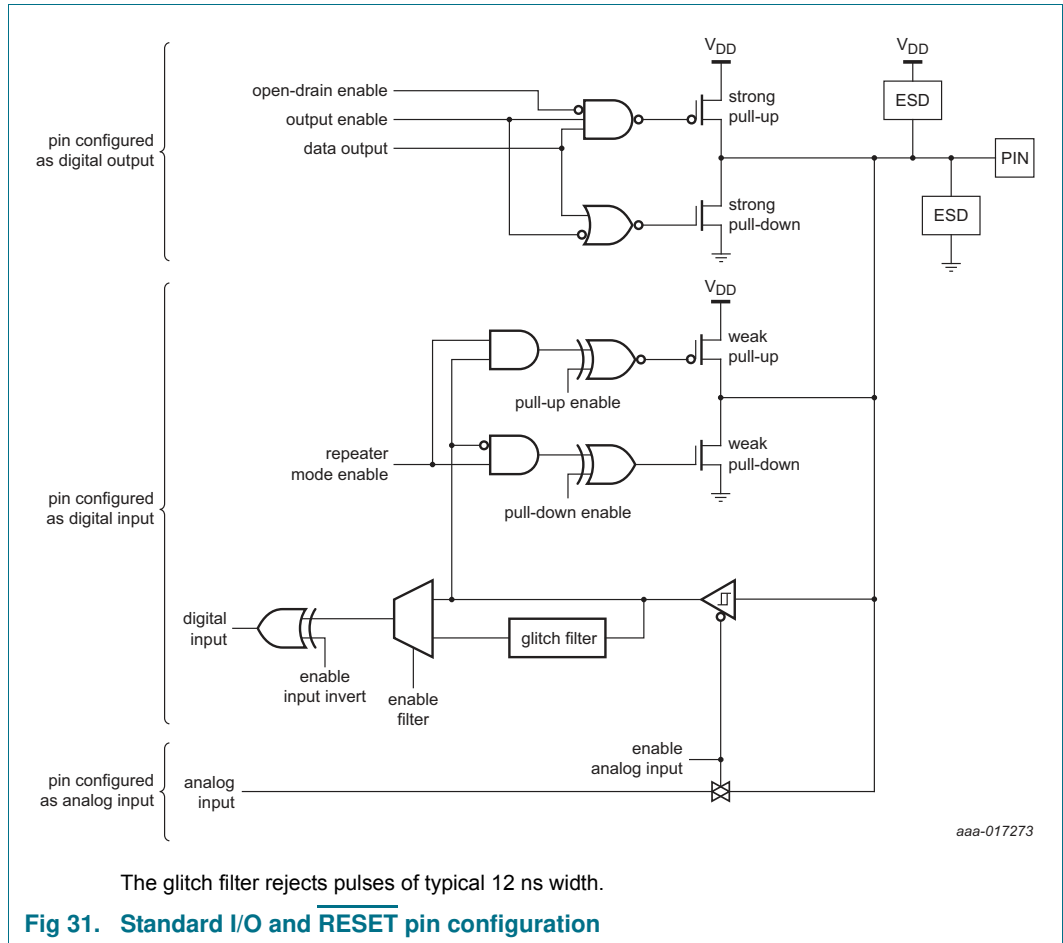 V_DD
V_DD
open-drain enable
output enable
data output
strong
pull-up
ESD
PIN
pin configured
as digital output
strong
pull-down
ESD
V_DD
weak
pull-up
pull-up enable
repeater
mode enable
weak
pull-down
pull-down enable
pin configured
as digital input
digital
input
glitch filter
enable
input invert
enable
filter
enable
analog input
pin configured
as analog input
analog
input
aaa-017273
The glitch filter rejects pulses of typical 12 ns width.
Fig 31. Standard I/O and RESET pin configuration